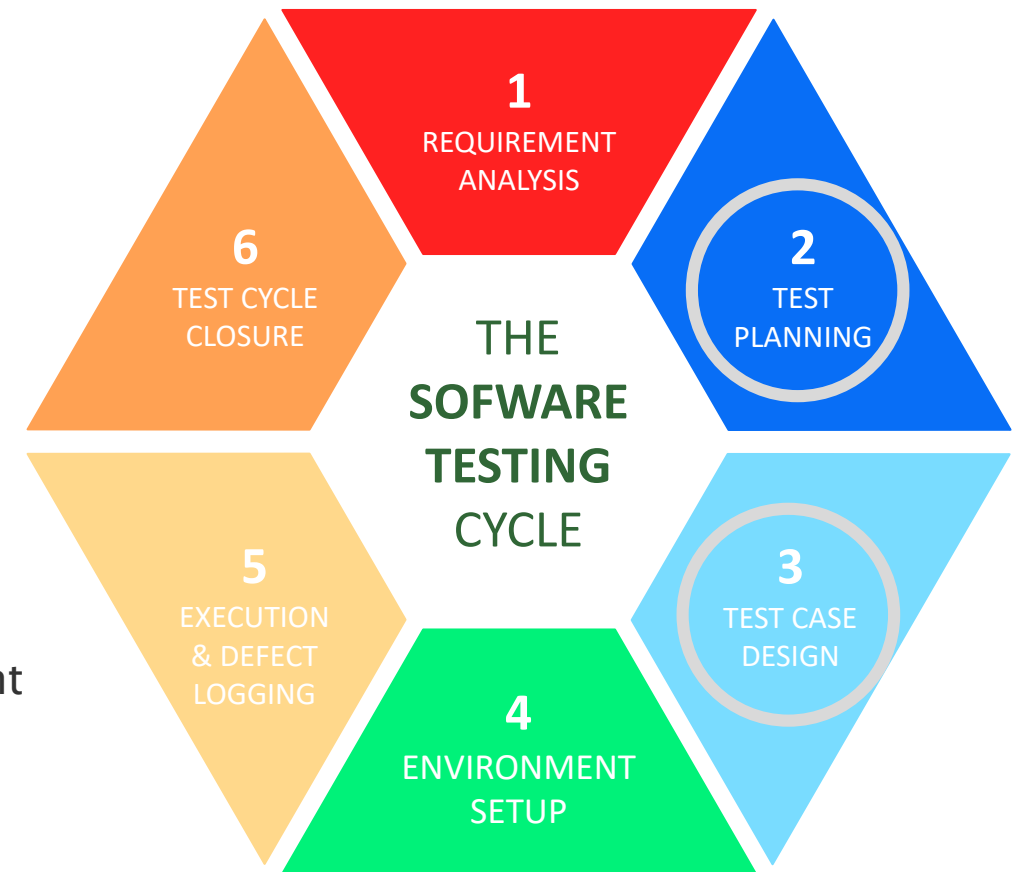 1
REQUIREMENT
ANALYSIS
2
TEST
PLANNING
3
TEST CASE
DESIGN
4
ENVIRONMENT
SETUP
5
EXECUTION
& DEFECT
LOGGING
6
TEST CYCLE
CLOSURE
THE
SOFWARE
TESTING
CYCLE